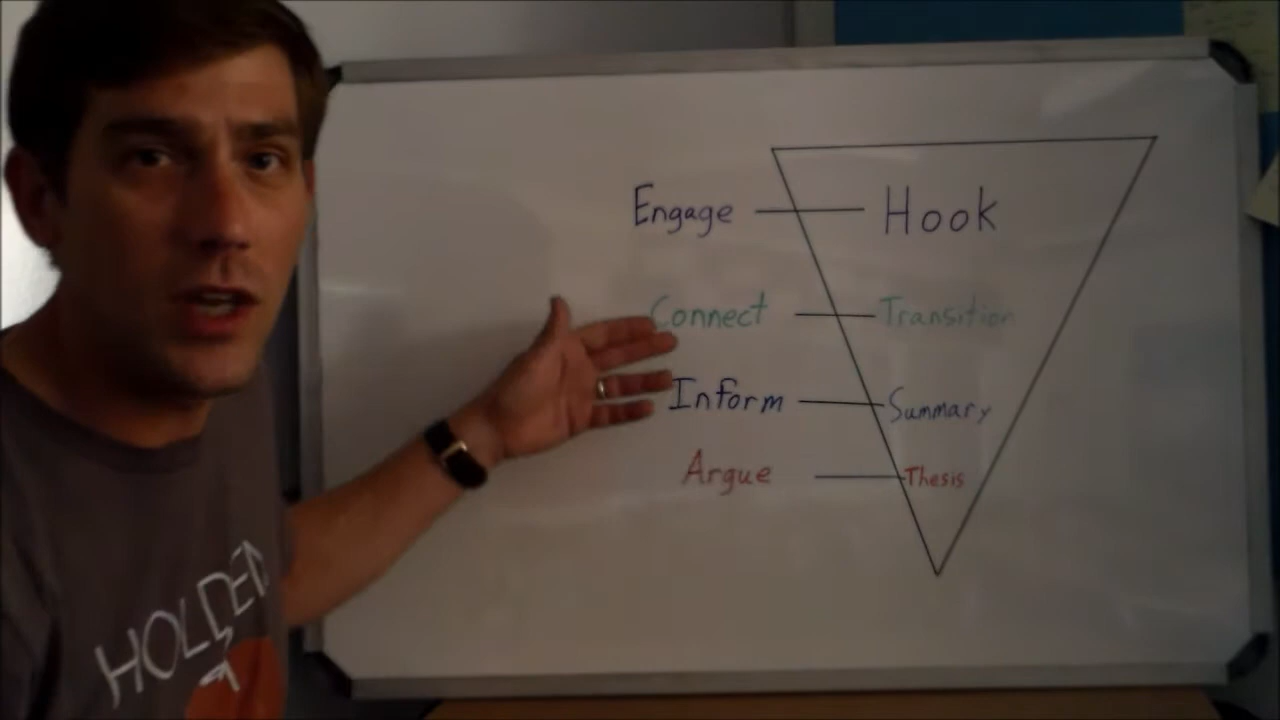 Engage Hook
Connect Transition
Inform Summary
Argue Thesis
HOLDEN